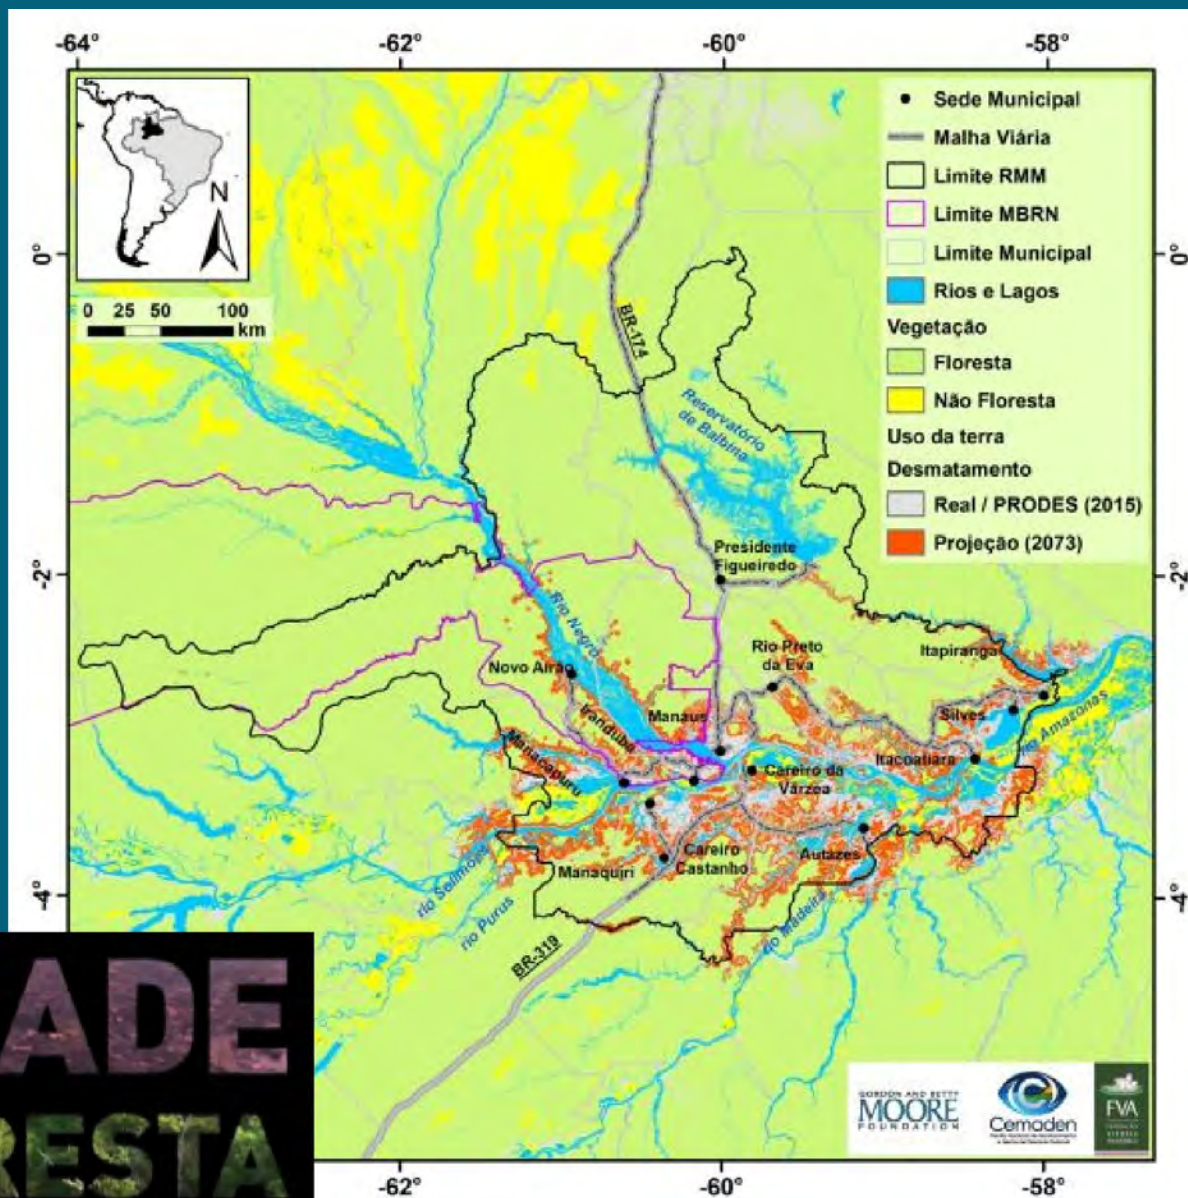 -64°
-62°
-60°
-58°
0°
-2°
-4°
N
0 25 50 100
km
Sede Municipal
Malha Viária
Limite RMM
Limite MBRN
Limite Municipal
Rios e Lagos
Vegetação
Floresta
Não Floresta
Uso da terra
Desmatamento
Real / PRODES (2015)
Projeção (2073)
0°
-2°
-4°
BR-174
Reservatório
de Balbina
Presidente
Figueiredo
Rio Negro
Novo Airão
Rio Preto
da Eva
Itapiranga
Iranduba
Manaus
Silves
rio Amazonas
Manacapuru
Itacoatiara
Careiro da
Várzea
Careiro
Castanho
Autazes
Manaquiri
rio Solimões
rio Purus
rio Madeira
BR-319
ADE
RESTA
GORDON AND BETTY
MOORE
FOUNDATION
Cemaden
FVA
-62°
-60°
-58°